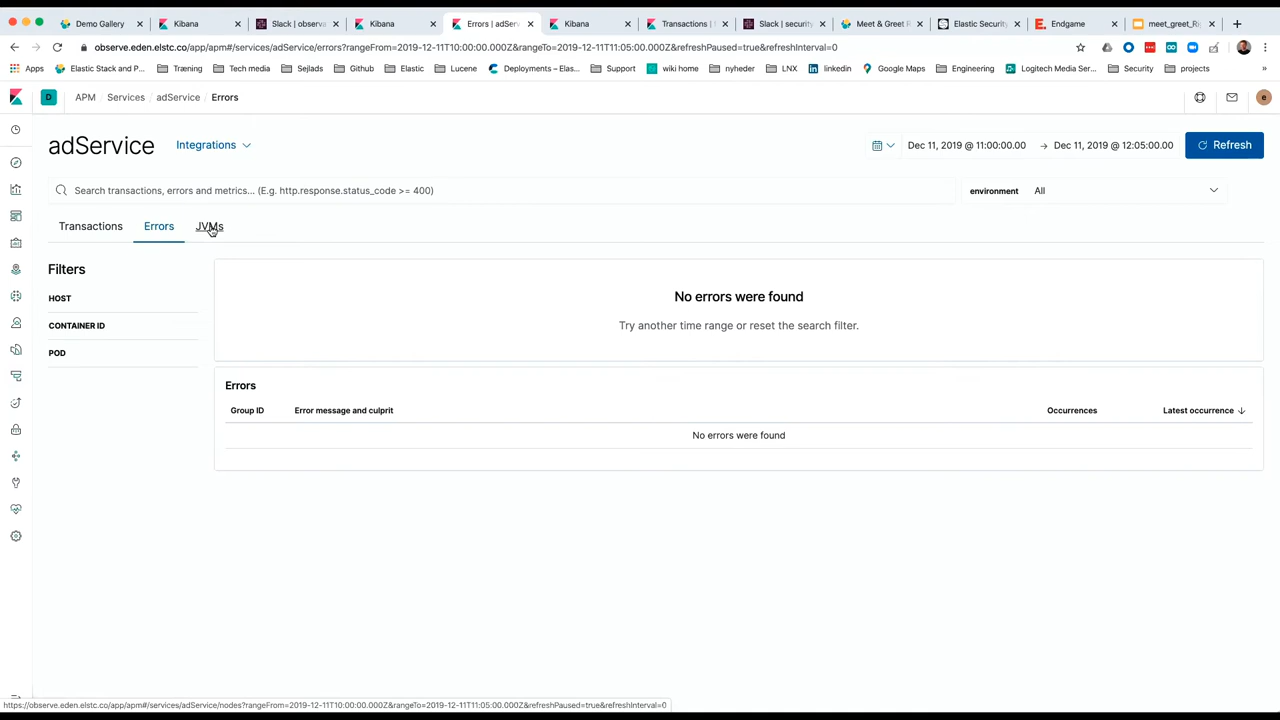 Demo Gallery
Kibana
Slack | observa
Kibana
Errors | adServ
Kibana
Transactions |
Slack | security
Meet & Greet R
Elastic Security
Endgame
meet_greet_Ri
observe.eden.elstc.co/app/apm#/services/adService/errors?rangeFrom=2019-12-11T10:00:00.000Z&rangeTo=2019-12-11T11:05:00.000Z&refreshPaused=true&refreshInterval=0
Apps
Elastic Stack and P...
Træning
Tech media
Sejlads
Github
Elastic
Lucene
Deployments – Elas...
Support
wiki home
nyheder
LNX
linkedin
Google Maps
Engineering
Logitech Media Ser...
Security
projects
»
D
APM / Services / adService / Errors
e
adService
Integrations
Dec 11, 2019 @ 11:00:00.00 → Dec 11, 2019 @ 12:05:00.00
Refresh
Search transactions, errors and metrics... (E.g. http.response.status_code >= 400)
environment All
Transactions
Errors
JVMs
Filters
HOST
CONTAINER ID
POD
No errors were found
Try another time range or reset the search filter.
Errors
Group ID Error message and culprit Occurrences Latest occurrence ↓
No errors were found
https://observe.eden.elstc.co/app/apm#/services/adService/nodes?rangeFrom=2019-12-11T10:00:00.000Z&rangeTo=2019-12-11T11:05:00.000Z&refreshPaused=true&refreshInterval=0